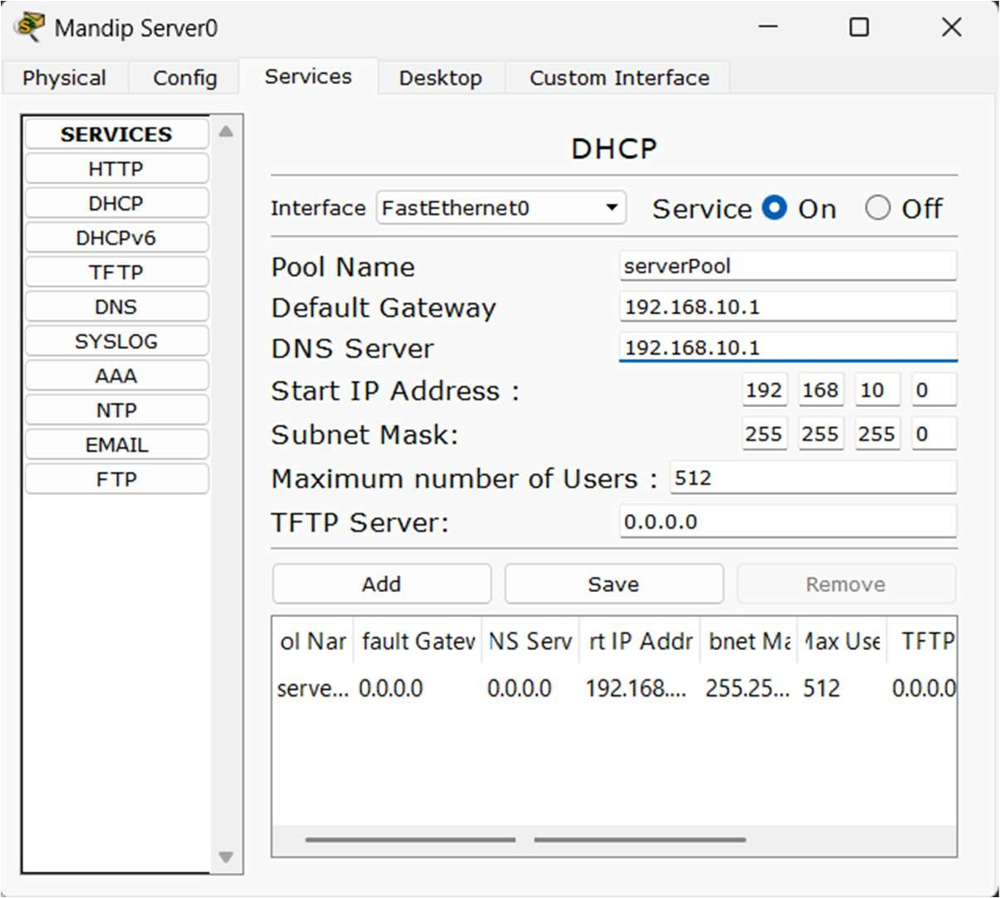 Mandip Server0
Physical Config Services Desktop Custom Interface
SERVICES
HTTP
DHCP
DHCPv6
TFTP
DNS
SYSLOG
AAA
NTP
EMAIL
FTP
DHCP
Interface FastEthernet0 Service On Off
Pool Name serverPool
Default Gateway 192.168.10.1
DNS Server 192.168.10.1
Start IP Address : 192 168 10 0
Subnet Mask: 255 255 255 0
Maximum number of Users : 512
TFTP Server: 0.0.0.0
Add Save Remove
ol Nar fault Gatew NS Serv rt IP Addr bnet Ma Max Use TFTP
serve... 0.0.0.0 0.0.0.0 192.168.... 255.25... 512 0.0.0.0